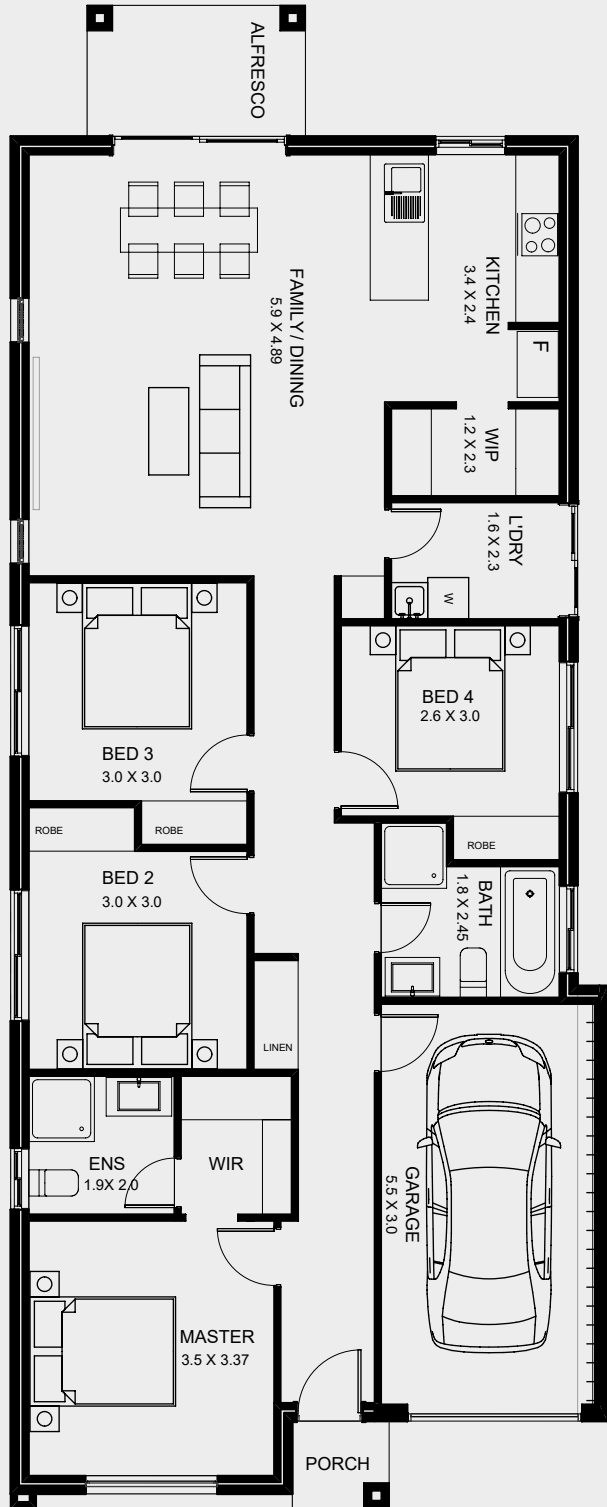 ALFRESCO
KITCHEN
3.4 X 2.4
FAMILY / DINING
5.9 X 4.89
F
WIP
1.2 X 2.3
L'DRY
1.6 X 2.3
W
BED 4
2.6 X 3.0
BED 3
3.0 X 3.0
ROBE
ROBE
ROBE
BED 2
3.0 X 3.0
BATH
1.8 X 2.45
LINEN
ENS
1.9X 2.0
WIR
GARAGE
5.5 X 3.0
MASTER
3.5 X 3.37
PORCH